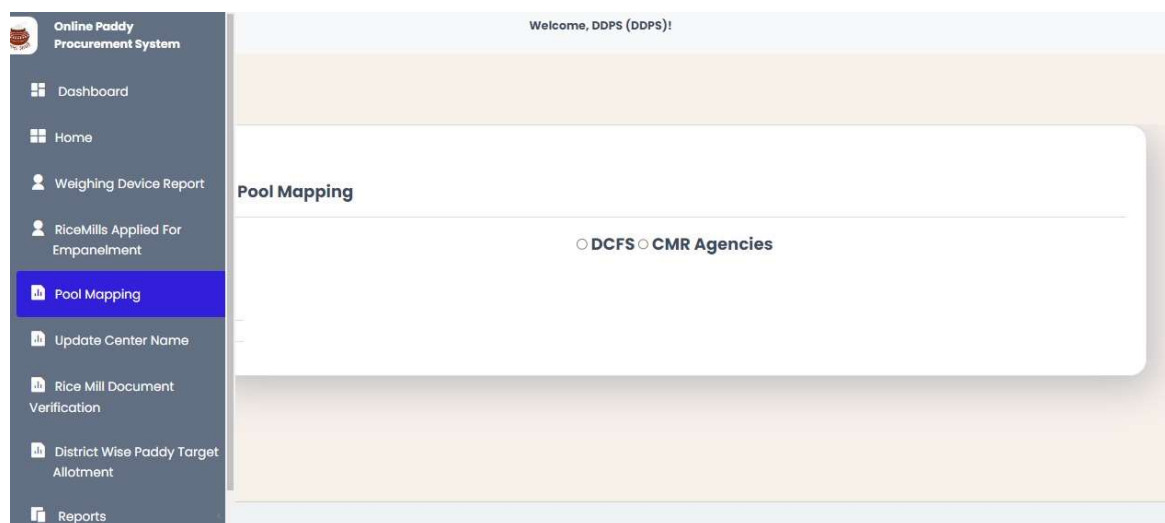 Online Paddy
Procurement System
Welcome, DDPS (DDPS)!
Dashboard
Home
Weighing Device Report
RiceMills Applied For
Empanelment
Pool Mapping
Update Center Name
Rice Mill Document
Verification
District Wise Paddy Target
Allotment
Reports
Pool Mapping
DCFS CMR Agencies